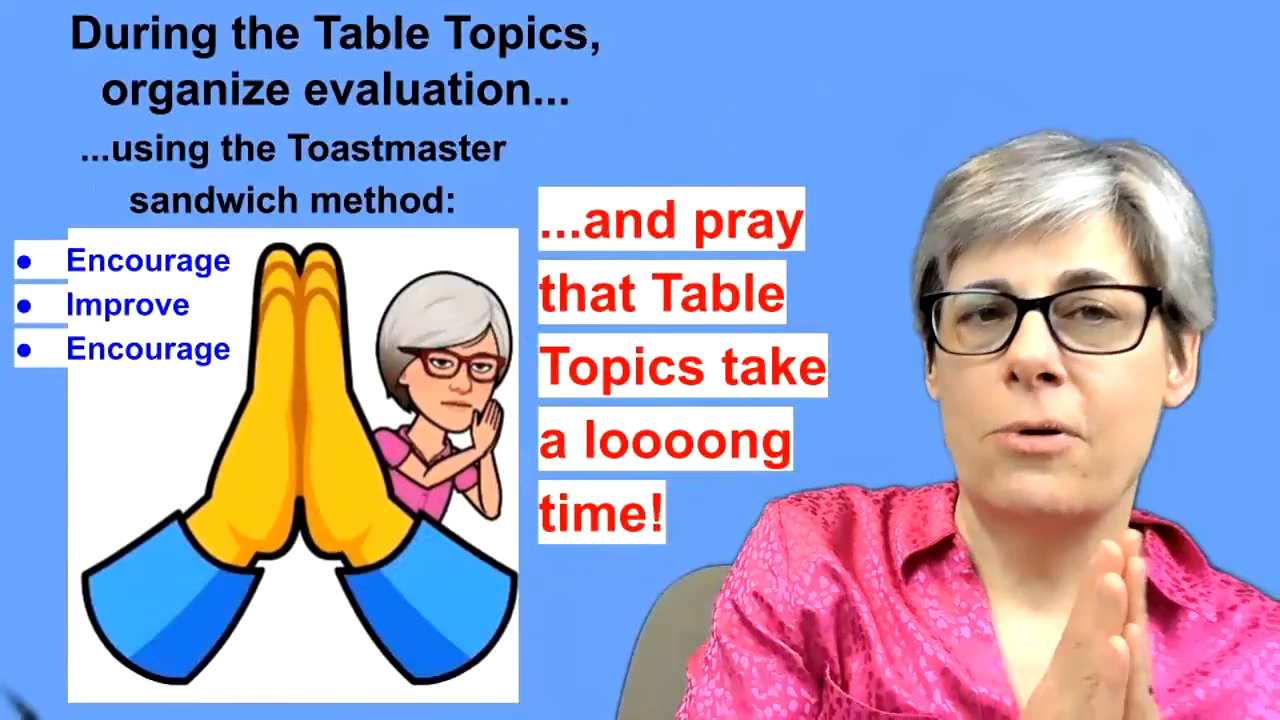 During the Table Topics,
organize evaluation...
...using the Toastmaster
sandwich method:
● Encourage
● Improve
● Encourage
...and pray
that Table
Topics take
a loooong
time!